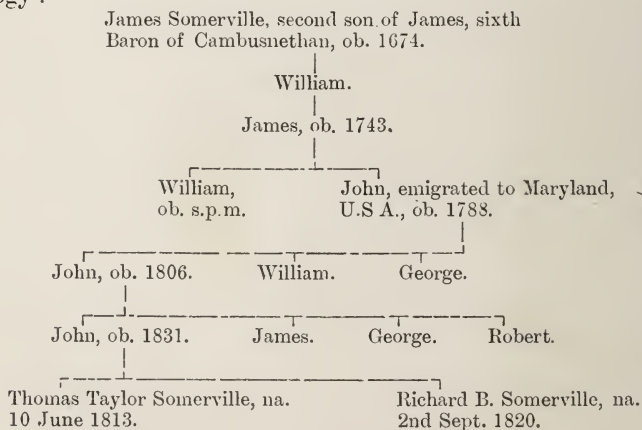 ogy :
James Somerville, second son of James, sixth
Baron of Cambusnethan, ob. 1674.
William.
James, ob. 1743.
William,
ob. s.p.m.
John, emigrated to Maryland,
U.S A., ob. 1788.
John, ob. 1806. William. George.
John, ob. 1831. James. George. Robert.
Thomas Taylor Somerville, na.
10 June 1813.
Richard B. Somerville, na.
2nd Sept. 1820.